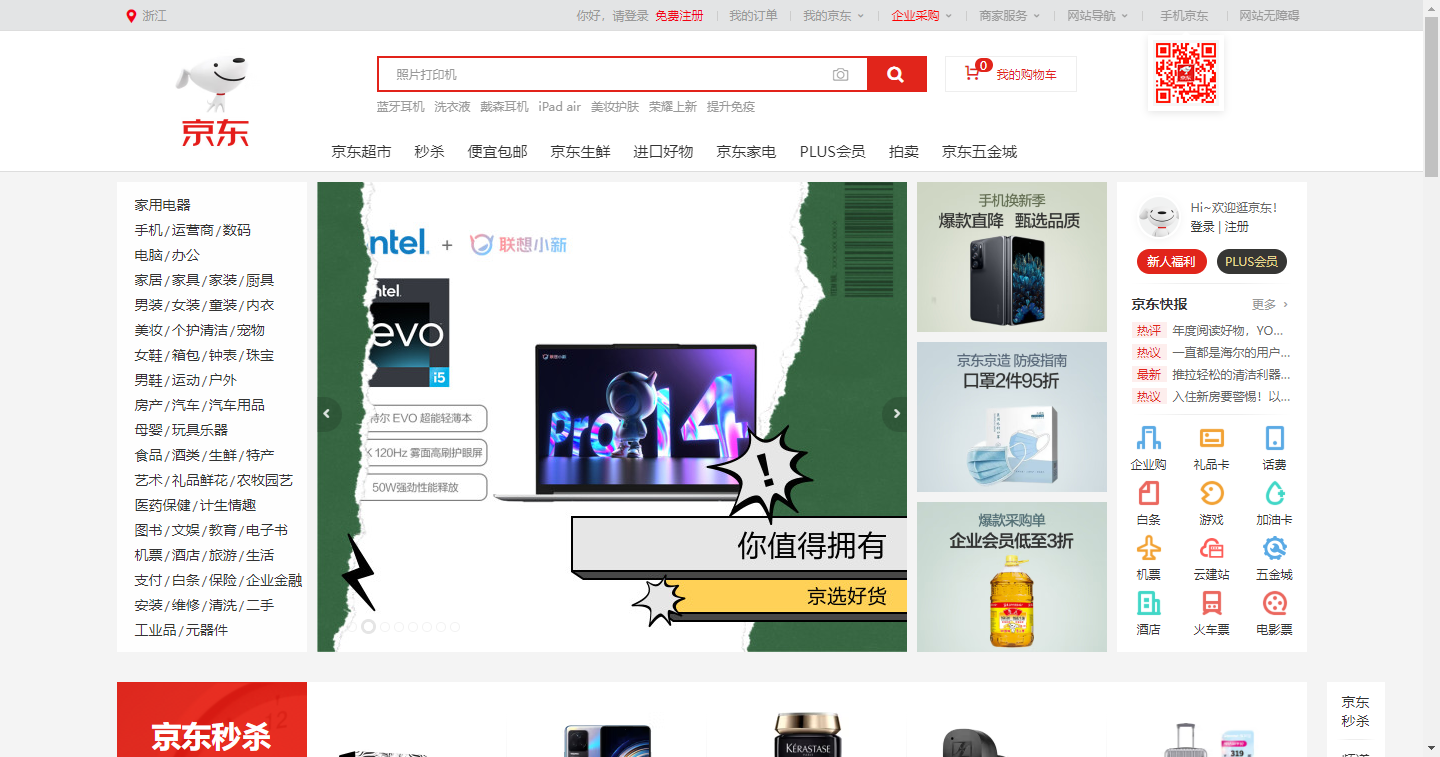 浙江
你好，请登录 免费注册 我的订单 我的京东 企业采购 商家服务 网站导航 手机京东 网站无障碍
京东
照片打印机
0 我的购物车
蓝牙耳机 洗衣液 戴森耳机 iPad air 美妆护肤 荣耀上新 提升免疫
京东超市 秒杀 便宜包邮 京东生鲜 进口好物 京东家电 PLUS会员 拍卖 京东五金城
家用电器
手机/运营商/数码
电脑/办公
家居/家具/家装/厨具
男装/女装/童装/内衣
美妆/个护清洁/宠物
女鞋/箱包/钟表/珠宝
男鞋/运动/户外
房产/汽车/汽车用品
母婴/玩具乐器
食品/酒类/生鲜/特产
艺术/礼品鲜花/农牧园艺
医药保健/计生情趣
图书/文娱/教育/电子书
机票/酒店/旅游/生活
支付/白条/保险/企业金融
安装/维修/清洗/二手
工业品/元器件
ntel. + 联想小新
ntel.
evo
i5
特尔 EVO 超能轻薄本
K 120Hz 雾面高刷护眼屏
50W强劲性能释放
联想小新
Pro14
!
你值得拥有
京选好货
手机换新季
爆款直降 甄选品质
京东京造 防疫指南
口罩2件95折
爆款采购单
企业会员低至3折
Hi~欢迎逛京东！
登录 | 注册
新人福利 PLUS会员
京东快报 更多
热评 年度阅读好物，YO...
热议 一直都是海尔的用户...
最新 推拉轻松的清洁利器...
热议 入住新房要警惕！以...
企业购 礼品卡 话费
白条 游戏 加油卡
机票 云建站 五金城
酒店 火车票 电影票
京东秒杀
12
KÉRASTASE
319
京东
秒杀